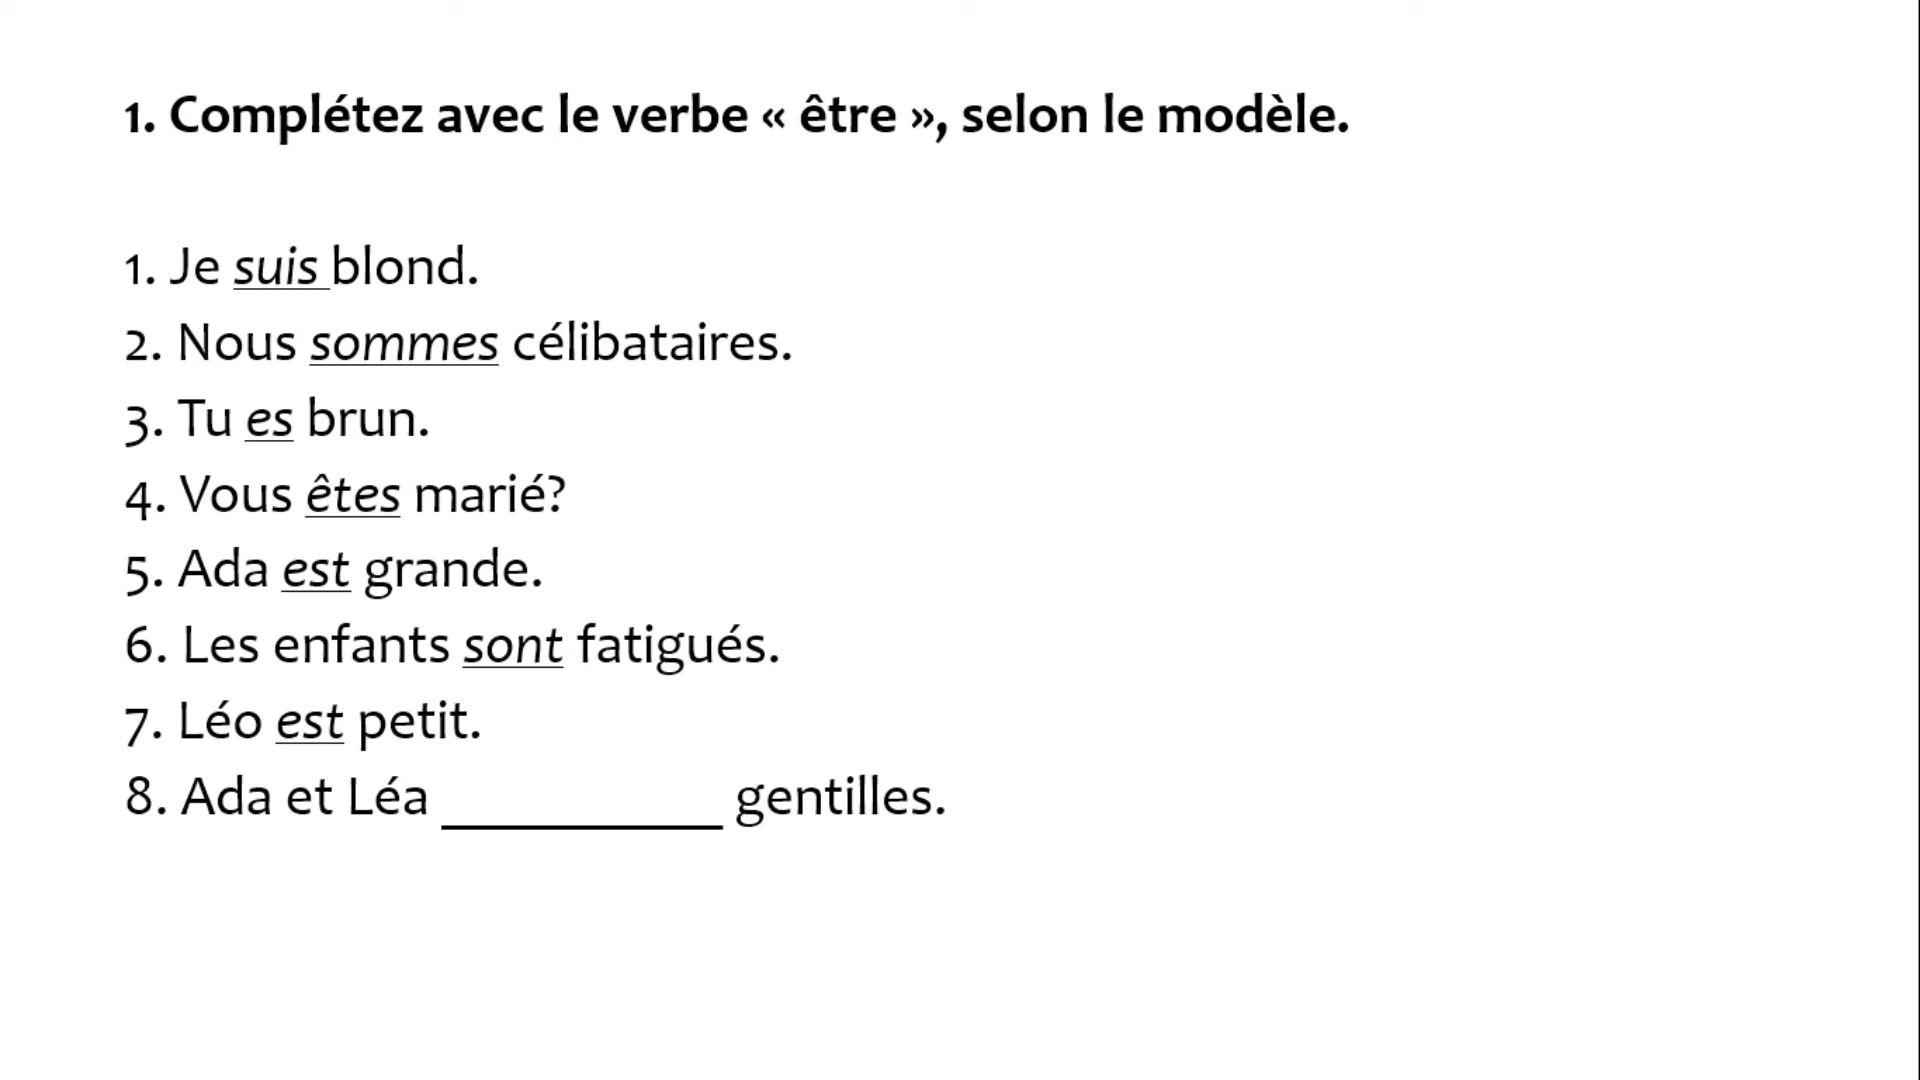 1. Complétez avec le verbe « être », selon le modèle.
1. Je suis blond.
2. Nous sommes célibataires.
3. Tu es brun.
4. Vous êtes marié?
5. Ada est grande.
6. Les enfants sont fatigués.
7. Léo est petit.
8. Ada et Léa __________ gentilles.